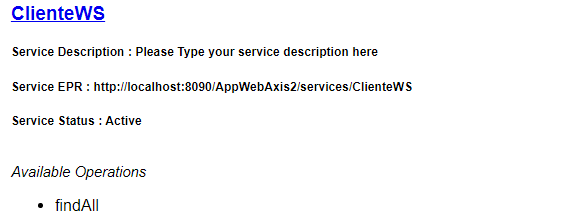 ClienteWS
Service Description : Please Type your service description here
Service EPR : http://localhost:8090/AppWebAxis2/services/ClienteWS
Service Status : Active
Available Operations
• findAll